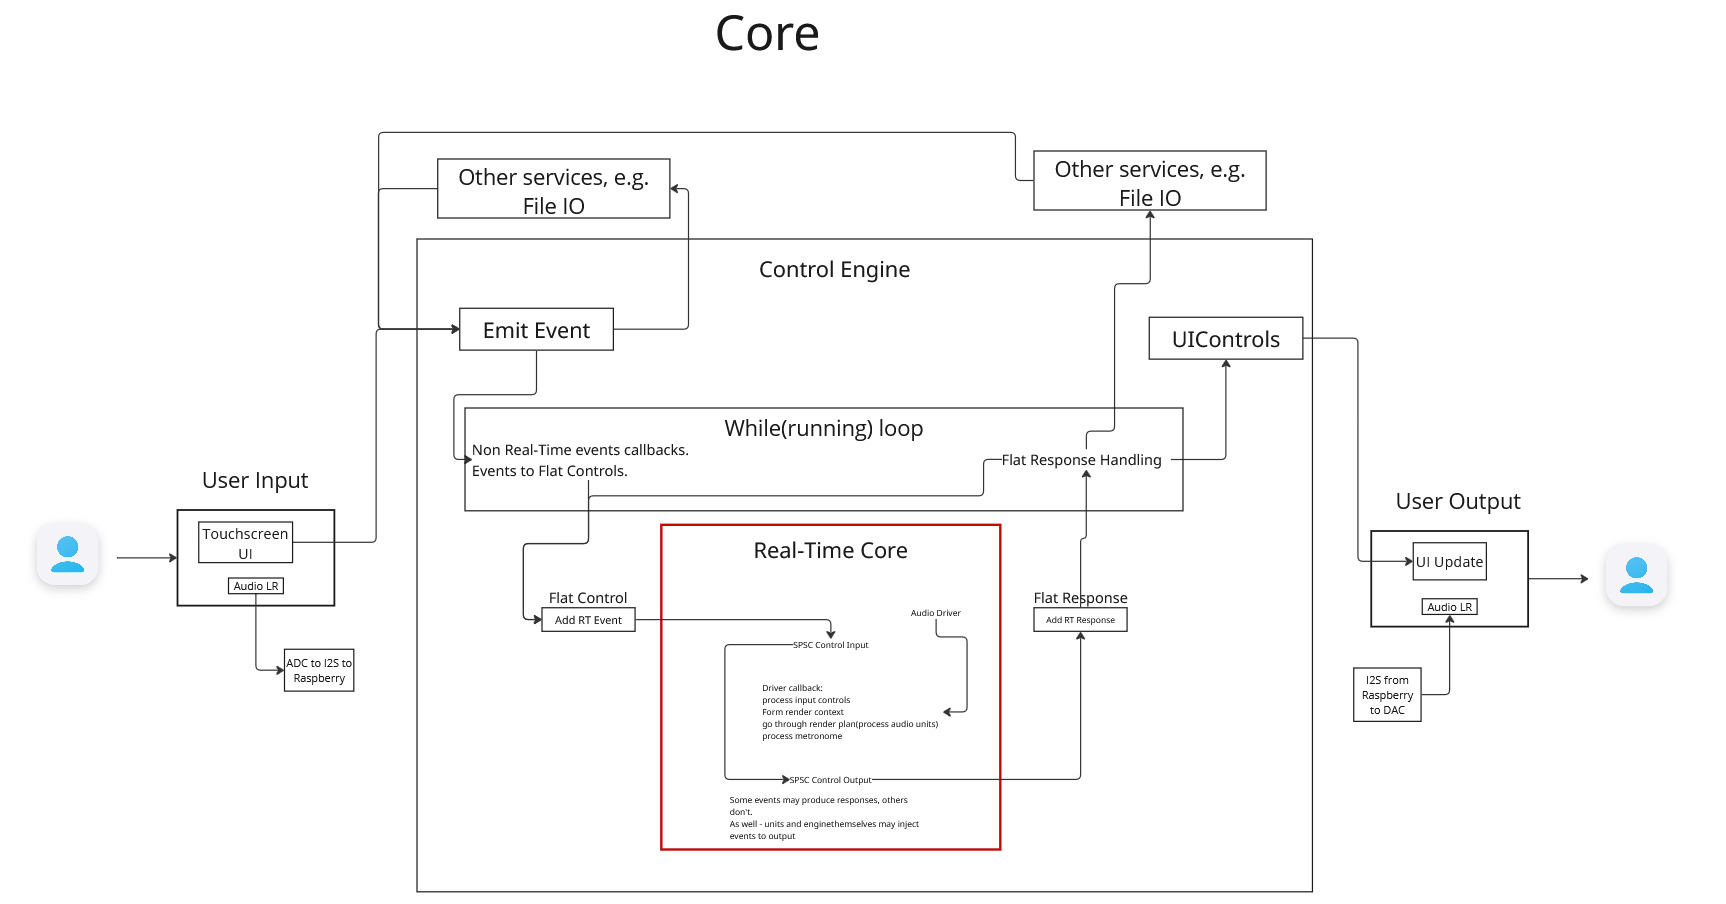 Core
Other services, e.g.
File IO
Other services, e.g.
File IO
Control Engine
Emit Event
UIControls
While(running) loop
Non Real-Time events callbacks.
Events to Flat Controls.
Flat Response Handling
User Input
Touchscreen
UI
Audio LR
ADC to I2S to
Raspberry
Real-Time Core
Flat Control
Add RT Event
Audio Driver
SPSC Control Input
Driver callback:
process input controls
Form render context
go through render plan(process audio units)
process metronome
SPSC Control Output
Some events may produce responses, others
don't.
As well - units and enginethemselves may inject
events to output
Flat Response
Add RT Response
User Output
UI Update
Audio LR
I2S from
Raspberry
to DAC